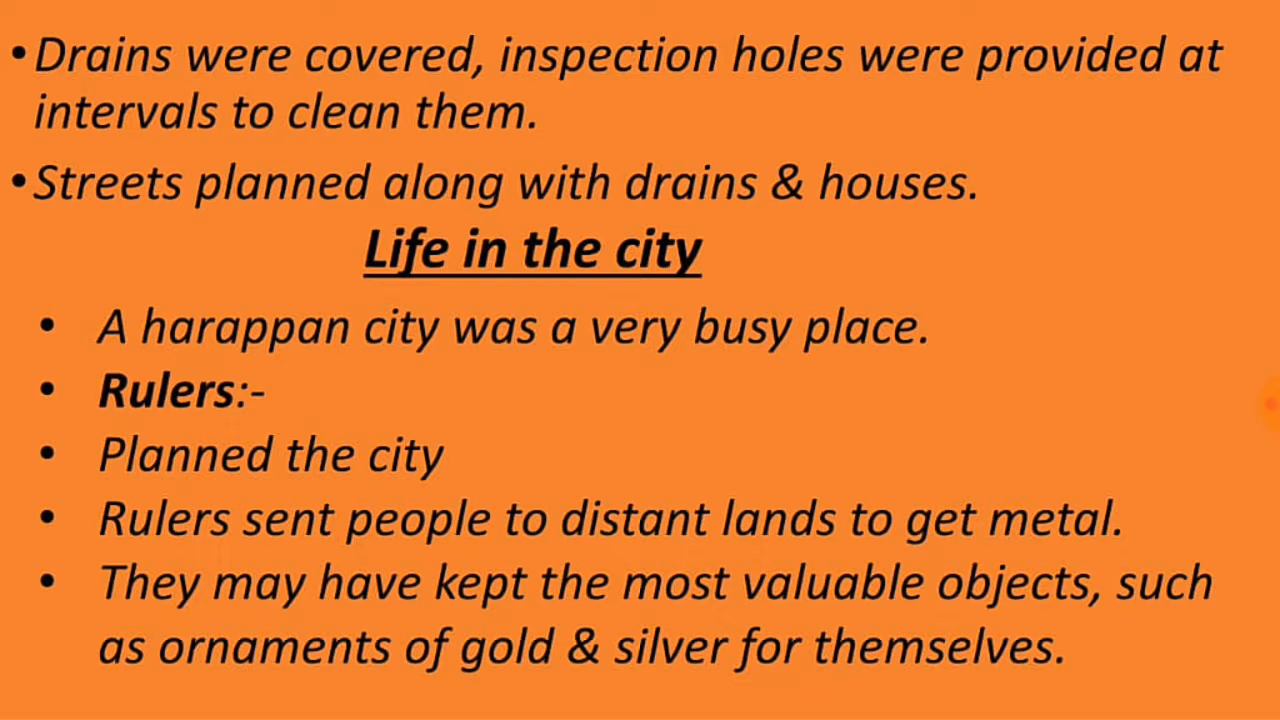 • Drains were covered, inspection holes were provided at
intervals to clean them.
• Streets planned along with drains & houses.
Life in the city
• A harappan city was a very busy place.
• Rulers:-
• Planned the city
• Rulers sent people to distant lands to get metal.
• They may have kept the most valuable objects, such
as ornaments of gold & silver for themselves.